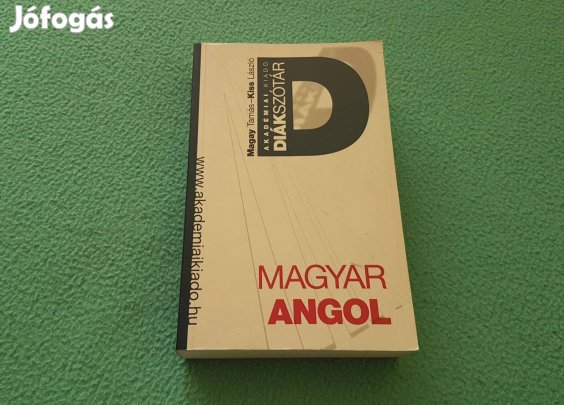 Jófogás
Magay Tamás–Kiss László
AKADÉMIAI KIADÓ
DIÁKSZÓTÁR
D
www.akademiaikiado.hu
MAGYAR
ANGOL